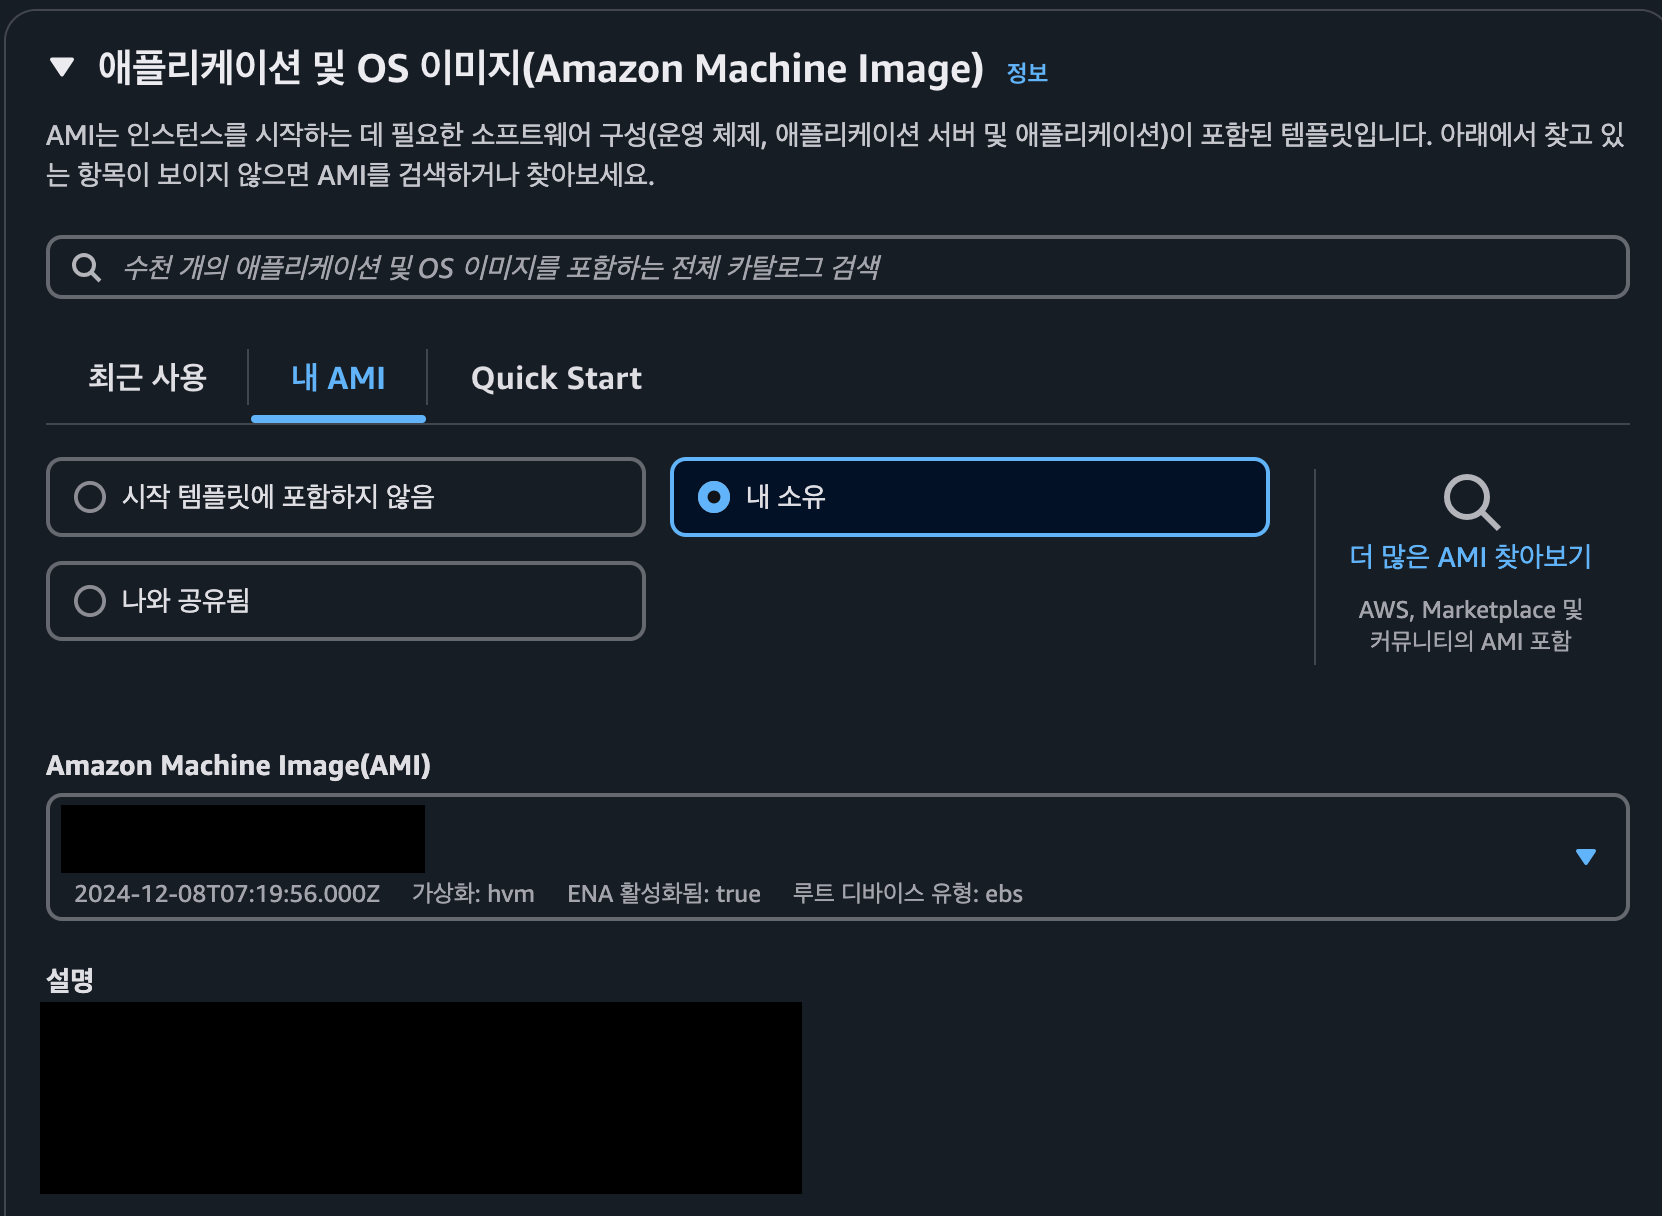 애플리케이션 및 OS 이미지(Amazon Machine Image) 정보
AMI는 인스턴스를 시작하는 데 필요한 소프트웨어 구성(운영 체제, 애플리케이션 서버 및 애플리케이션)이 포함된 템플릿입니다. 아래에서 찾고 있
는 항목이 보이지 않으면 AMI를 검색하거나 찾아보세요.
수천 개의 애플리케이션 및 OS 이미지를 포함하는 전체 카탈로그 검색
최근 사용
내 AMI
Quick Start
시작 템플릿에 포함하지 않음
내 소유
나와 공유됨
더 많은 AMI 찾아보기
AWS, Marketplace 및
커뮤니티의 AMI 포함
Amazon Machine Image(AMI)
2024-12-08T07:19:56.000Z 가상화: hvm ENA 활성화됨: true 루트 디바이스 유형: ebs
설명